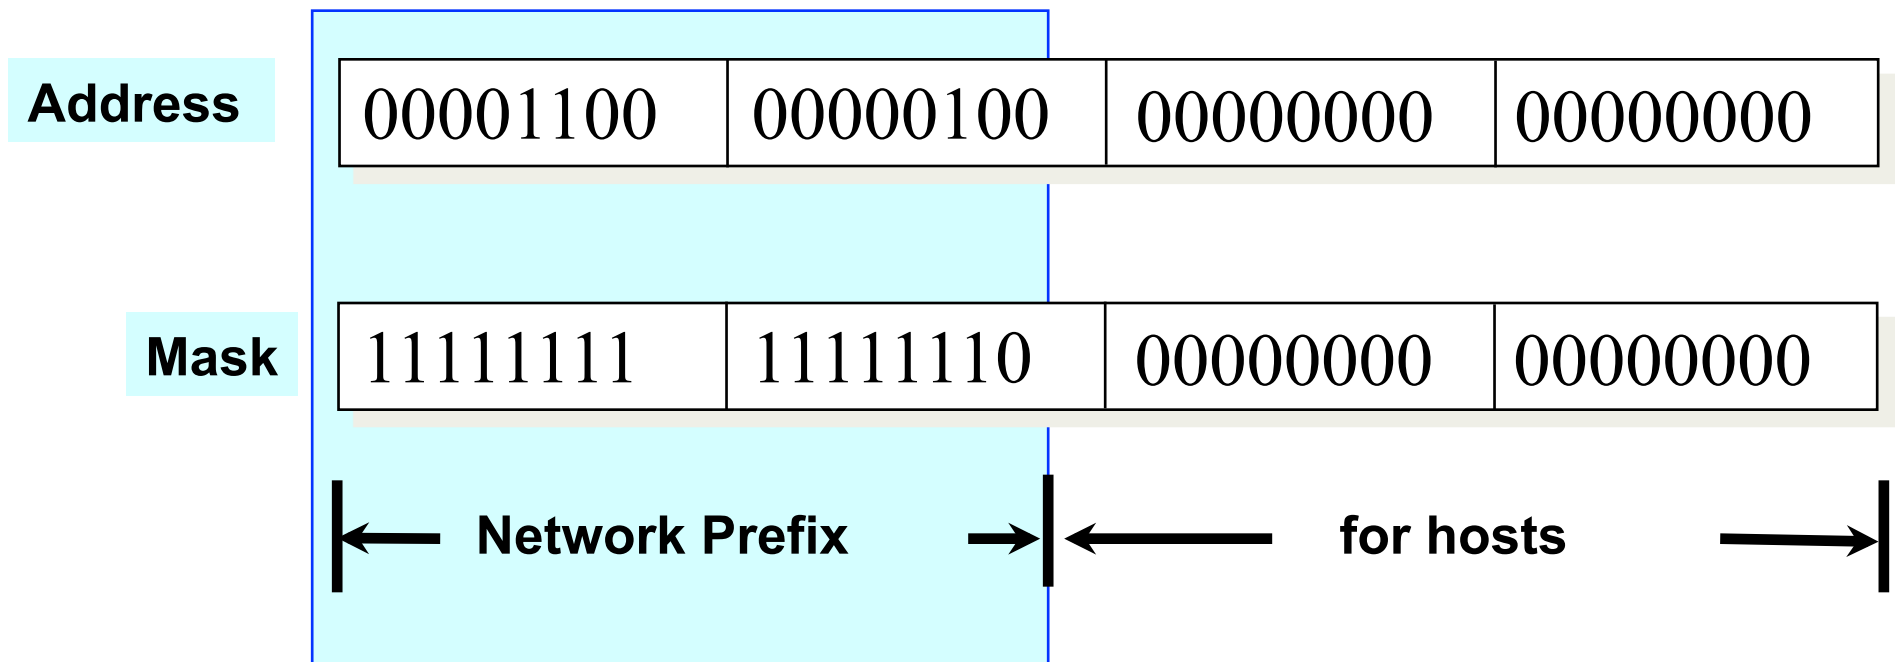 Address 00001100 00000100 00000000 00000000
Mask 11111111 11111110 00000000 00000000
Network Prefix for hosts